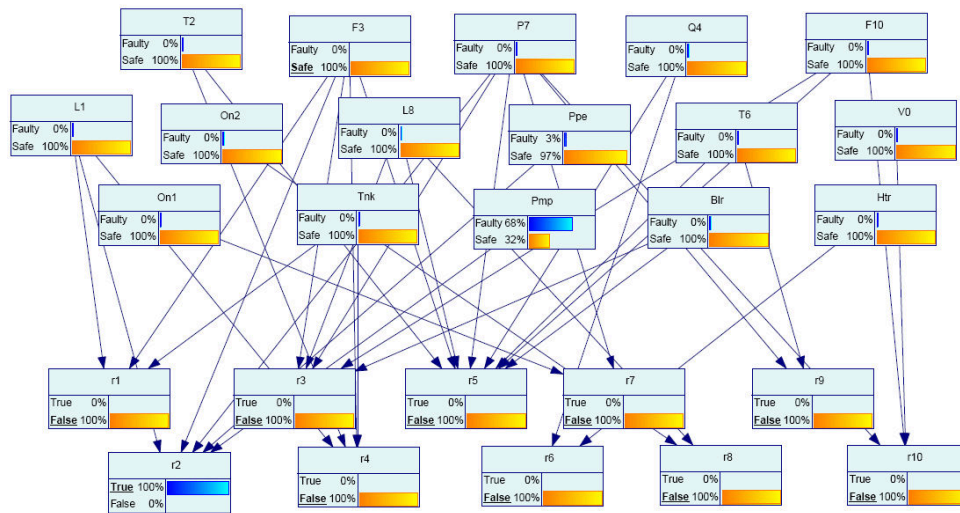 T2
Faulty 0%
Safe 100%
F3
Faulty 0%
Safe 100%
P7
Faulty 0%
Safe 100%
Q4
Faulty 0%
Safe 100%
F10
Faulty 0%
Safe 100%
L1
Faulty 0%
Safe 100%
On2
Faulty 0%
Safe 100%
L8
Faulty 0%
Safe 100%
Ppe
Faulty 3%
Safe 97%
T6
Faulty 0%
Safe 100%
V0
Faulty 0%
Safe 100%
On1
Faulty 0%
Safe 100%
Tnk
Faulty 0%
Safe 100%
Pmp
Faulty 68%
Safe 32%
Blr
Faulty 0%
Safe 100%
Htr
Faulty 0%
Safe 100%
r1
True 0%
False 100%
r3
True 0%
False 100%
r5
True 0%
False 100%
r7
True 0%
False 100%
r9
True 0%
False 100%
r2
True 100%
False 0%
r4
True 0%
False 100%
r6
True 0%
False 100%
r8
True 0%
False 100%
r10
True 0%
False 100%